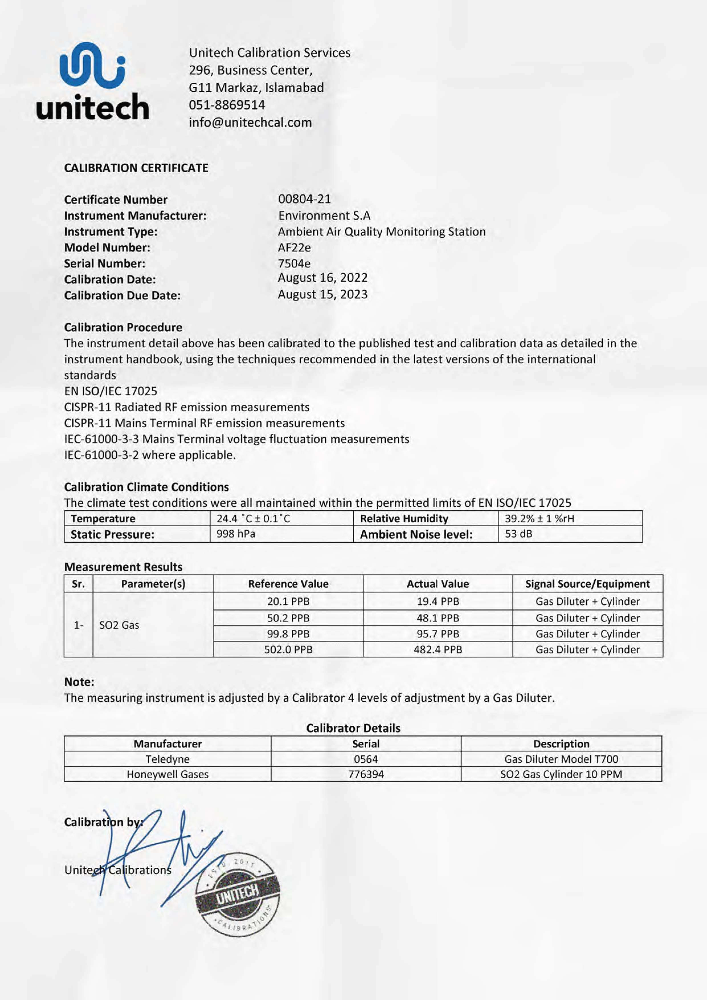 unitech
Unitech Calibration Services
296, Business Center,
G11 Markaz, Islamabad
051-8869514
info@unitechcal.com
CALIBRATION CERTIFICATE
Certificate Number 00804-21
Instrument Manufacturer: Environment S.A
Instrument Type: Ambient Air Quality Monitoring Station
Model Number: AF22e
Serial Number: 7504e
Calibration Date: August 16, 2022
Calibration Due Date: August 15, 2023
Calibration Procedure
The instrument detail above has been calibrated to the published test and calibration data as detailed in the
instrument handbook, using the techniques recommended in the latest versions of the international
standards
EN ISO/IEC 17025
CISPR-11 Radiated RF emission measurements
CISPR-11 Mains Terminal RF emission measurements
IEC-61000-3-3 Mains Terminal voltage fluctuation measurements
IEC-61000-3-2 where applicable.
Calibration Climate Conditions
The climate test conditions were all maintained within the permitted limits of EN ISO/IEC 17025
Temperature 24.4 ˚C ± 0.1˚C Relative Humidity 39.2% ± 1 %rH
Static Pressure: 998 hPa Ambient Noise level: 53 dB
Measurement Results
Sr. Parameter(s) Reference Value Actual Value Signal Source/Equipment
1- SO2 Gas 20.1 PPB 19.4 PPB Gas Diluter + Cylinder
50.2 PPB 48.1 PPB Gas Diluter + Cylinder
99.8 PPB 95.7 PPB Gas Diluter + Cylinder
502.0 PPB 482.4 PPB Gas Diluter + Cylinder
Note:
The measuring instrument is adjusted by a Calibrator 4 levels of adjustment by a Gas Diluter.
Calibrator Details
Manufacturer Serial Description
Teledyne 0564 Gas Diluter Model T700
Honeywell Gases 776394 SO2 Gas Cylinder 10 PPM
Calibration by:
Unitech Calibrations
ESTD. 2011
UNITECH
CALIBRATIONS